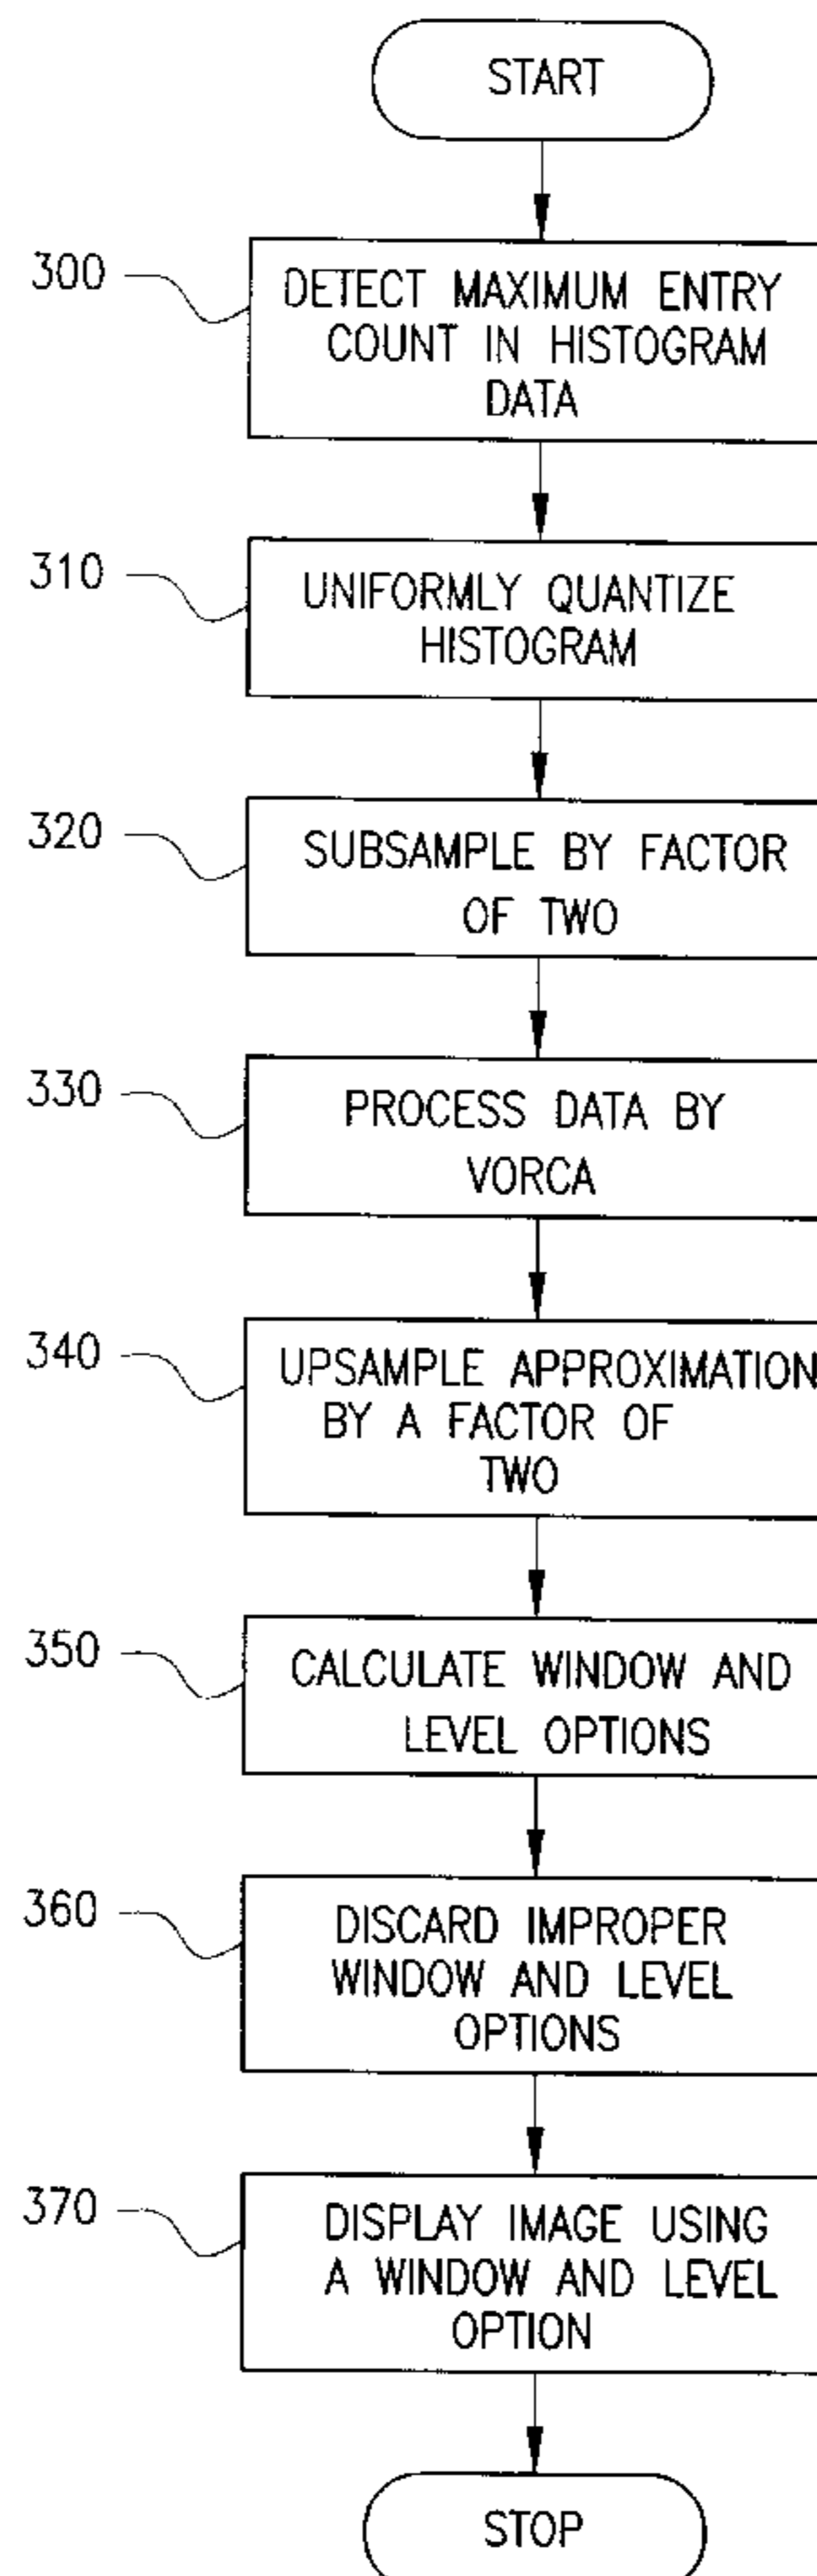 START
300
DETECT MAXIMUM ENTRY
COUNT IN HISTOGRAM
DATA
310
UNIFORMLY QUANTIZE
HISTOGRAM
320
SUBSAMPLE BY FACTOR
OF TWO
330
PROCESS DATA BY
VORCA
340
UPSAMPLE APPROXIMATION
BY A FACTOR OF
TWO
350
CALCULATE WINDOW AND
LEVEL OPTIONS
360
DISCARD IMPROPER
WINDOW AND LEVEL
OPTIONS
370
DISPLAY IMAGE USING
A WINDOW AND LEVEL
OPTION
STOP